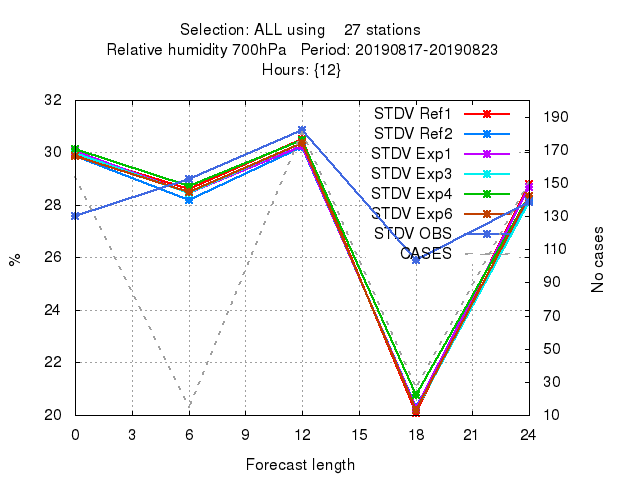 Selection: ALL using    27 stations
Relative humidity 700hPa   Period: 20190817-20190823
Hours: {12}
STDV Ref1
STDV Ref2
STDV Exp1
STDV Exp3
STDV Exp4
STDV Exp6
STDV OBS
CASES
32
30
28
26
24
22
20
%
190
170
150
130
110
90
70
50
30
10
No cases
0 3 6 9 12 15 18 21 24
Forecast length